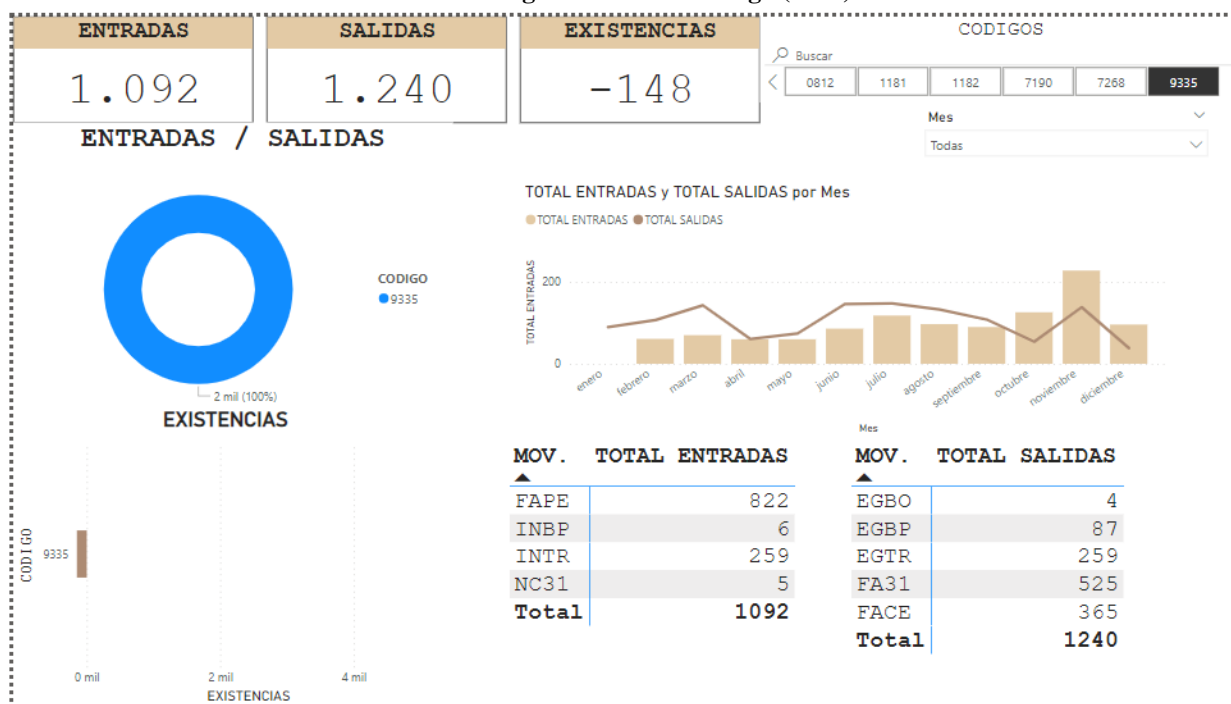 ENTRADAS
1.092
SALIDAS
1.240
EXISTENCIAS
-148
CODIGOS
Buscar
0812 1181 1182 7190 7268 9335
Mes
Todas
ENTRADAS / SALIDAS
CODIGO
9335
2 mil (100%)
TOTAL ENTRADAS y TOTAL SALIDAS por Mes
TOTAL ENTRADAS TOTAL SALIDAS
TOTAL ENTRADAS
200
0
enero febrero marzo abril mayo junio julio agosto septiembre octubre noviembre diciembre
Mes
EXISTENCIAS
CODIGO
9335
0 mil 2 mil 4 mil
EXISTENCIAS
MOV. TOTAL ENTRADAS
FAPE 822
INBP 6
INTR 259
NC31 5
Total 1092
MOV. TOTAL SALIDAS
EGBO 4
EGBP 87
EGTR 259
FA31 525
FACE 365
Total 1240